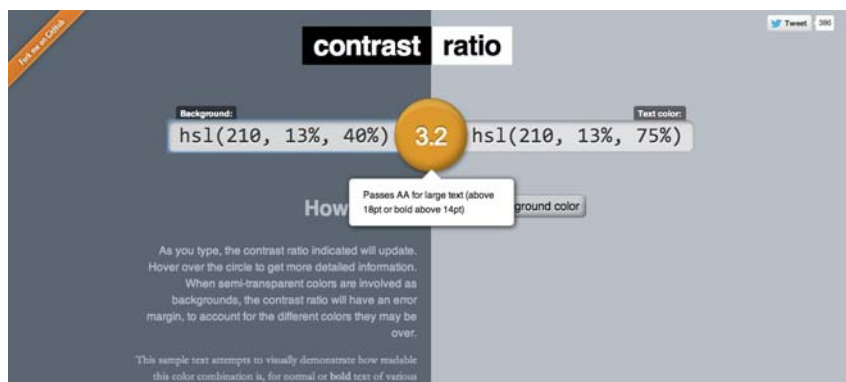 Fork me on GitHub
Tweet 386
contrast ratio
Background:
Text color:
hsl(210, 13%, 40%) 3.2 hsl(210, 13%, 75%)
Passes AA for large text (above
18pt or bold above 14pt)
How
ground color
As you type, the contrast ratio indicated will update.
Hover over the circle to get more detailed information.
When semi-transparent colors are involved as
backgrounds, the contrast ratio will have an error
margin, to account for the different colors they may be
over.
This sample text attempts to visually demonstrate how readable
this color combination is, for normal or bold text of various